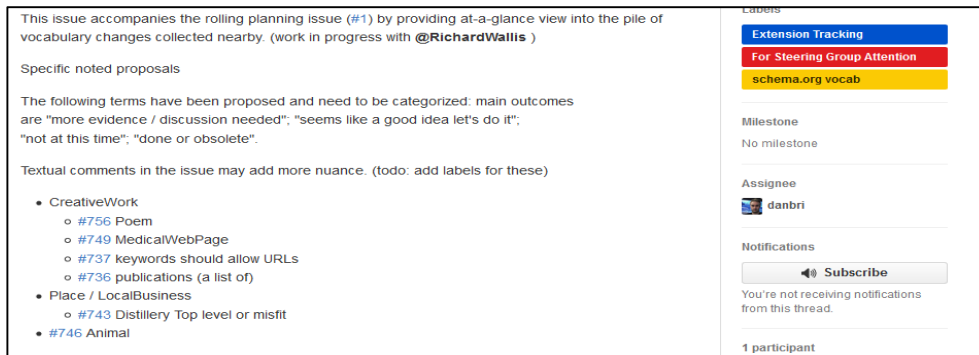 This issue accompanies the rolling planning issue (#1) by providing at-a-glance view into the pile of
vocabulary changes collected nearby. (work in progress with @RichardWallis )
Specific noted proposals
The following terms have been proposed and need to be categorized: main outcomes
are "more evidence / discussion needed"; "seems like a good idea let's do it";
"not at this time"; "done or obsolete".
Textual comments in the issue may add more nuance. (todo: add labels for these)
• CreativeWork
○ #756 Poem
○ #749 MedicalWebPage
○ #737 keywords should allow URLs
○ #736 publications (a list of)
• Place / LocalBusiness
○ #743 Distillery Top level or misfit
• #746 Animal
Labels
Extension Tracking
For Steering Group Attention
schema.org vocab
Milestone
No milestone
Assignee
danbri
Notifications
Subscribe
You're not receiving notifications
from this thread.
1 participant